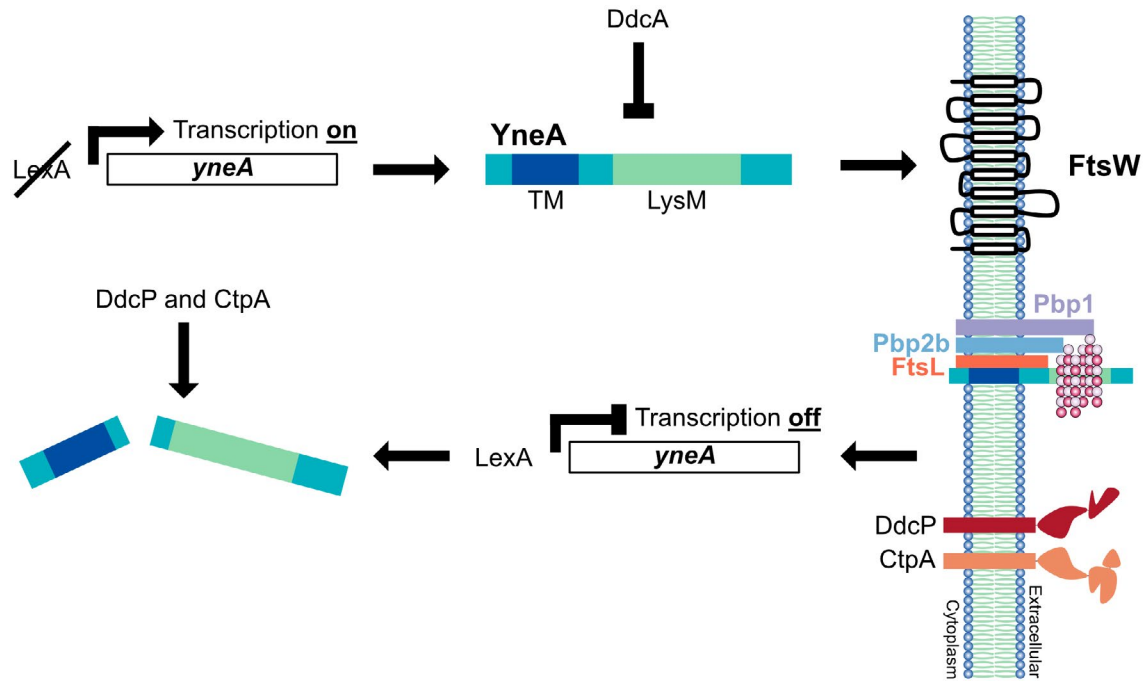 DdcA
LexA
Transcription on
yneA
YneA
TM
LysM
FtsW
DdcP and CtpA
Pbp1
Pbp2b
FtsL
LexA
Transcription off
yneA
DdcP
CtpA
Cytoplasm
Extracellular